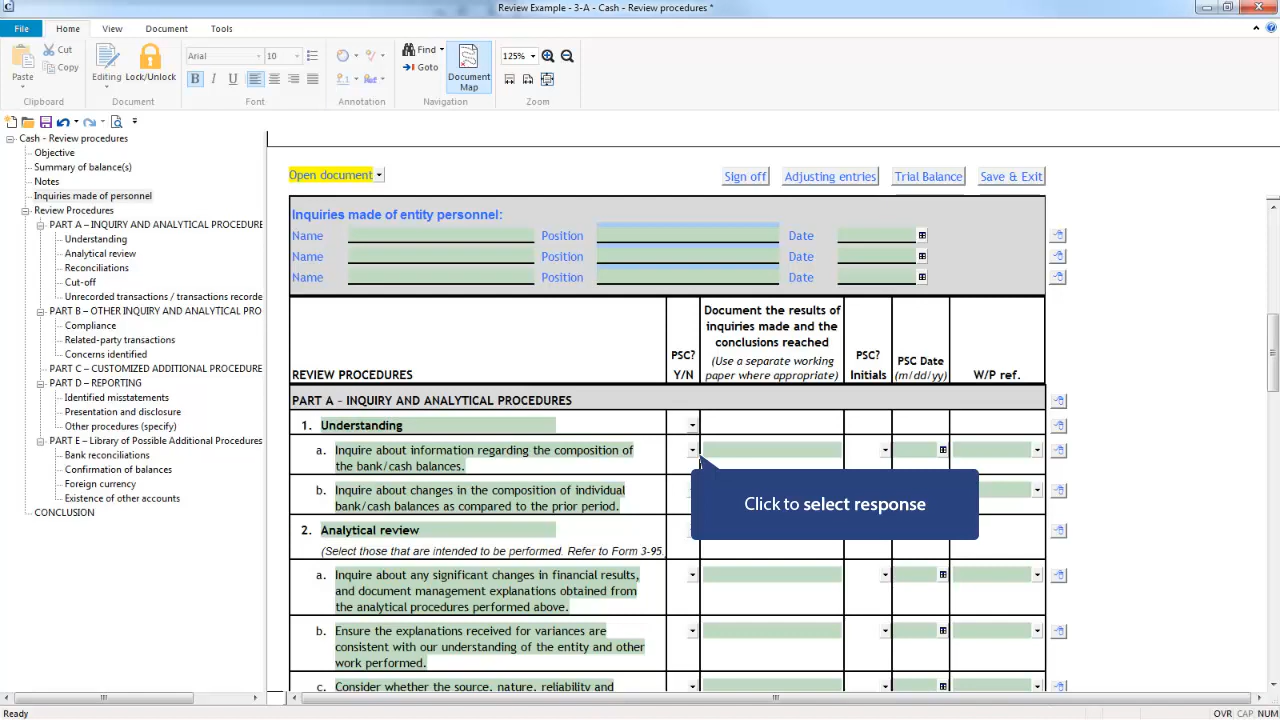 Review Example - 3-A - Cash - Review procedures *
File Home View Document Tools
Paste
Cut
Copy
Clipboard
Editing Lock/Unlock
Document
Arial 10
B I U
Font
Annotation
Find
Goto
Document
Map
Navigation
125%
Zoom
Cash - Review procedures
Objective
Summary of balance(s)
Notes
Inquiries made of personnel
Review Procedures
PART A – INQUIRY AND ANALYTICAL PROCEDURE
Understanding
Analytical review
Reconciliations
Cut-off
Unrecorded transactions / transactions recorde
PART B – OTHER INQUIRY AND ANALYTICAL PRO
Compliance
Related-party transactions
Concerns identified
PART C – CUSTOMIZED ADDITIONAL PROCEDURE
PART D – REPORTING
Identified misstatements
Presentation and disclosure
Other procedures (specify)
PART E – Library of Possible Additional Procedures
Bank reconciliations
Confirmation of balances
Foreign currency
Existence of other accounts
CONCLUSION
Open document
Sign off Adjusting entries Trial Balance Save & Exit
Inquiries made of entity personnel:
Name Position Date
Name Position Date
Name Position Date
REVIEW PROCEDURES
PSC?
Y/N
Document the results of
inquiries made and the
conclusions reached
(Use a separate working
paper where appropriate)
PSC?
Initials
PSC Date
(m/dd/yy)
W/P ref.
PART A – INQUIRY AND ANALYTICAL PROCEDURES
1. Understanding
a. Inquire about information regarding the composition of
the bank/cash balances.
b. Inquire about changes in the composition of individual
bank/cash balances as compared to the prior period.
Click to select response
2. Analytical review
(Select those that are intended to be performed. Refer to Form 3-95.
a. Inquire about any significant changes in financial results,
and document management explanations obtained from
the analytical procedures performed above.
b. Ensure the explanations received for variances are
consistent with our understanding of the entity and other
work performed.
c. Consider whether the source, nature, reliability and
Ready
OVR CAP NUM